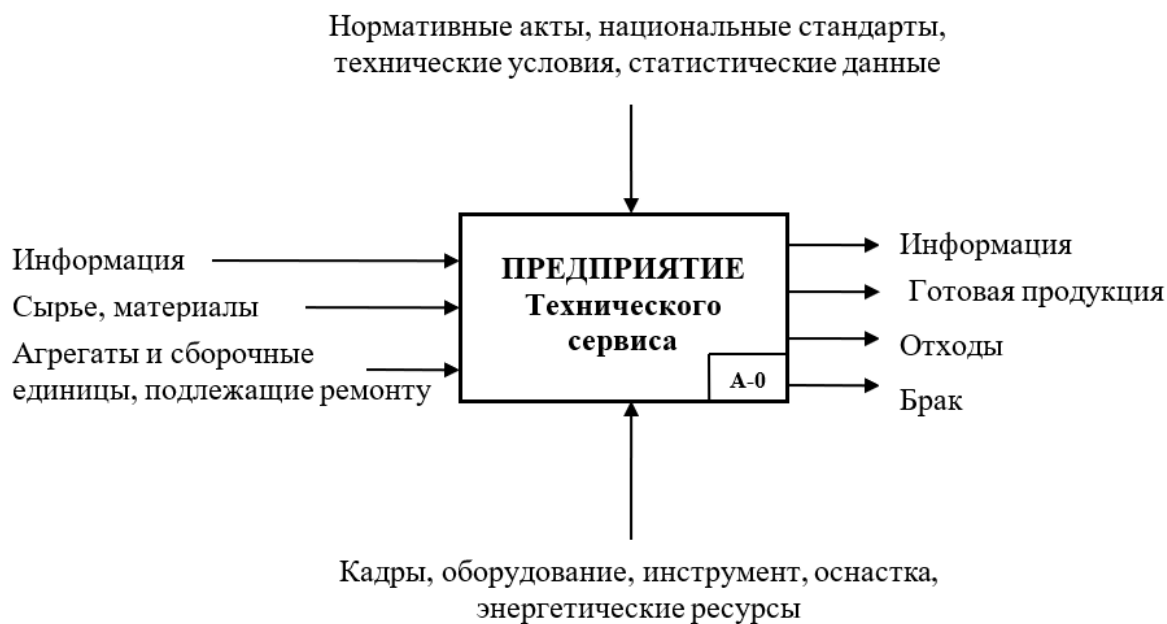 Нормативные акты, национальные стандарты,
технические условия, статистические данные
Информация
Сырье, материалы
Агрегаты и сборочные
единицы, подлежащие ремонту
ПРЕДПРИЯТИЕ
Технического
сервиса
А-0
Информация
Готовая продукция
Отходы
Брак
Кадры, оборудование, инструмент, оснастка,
энергетические ресурсы